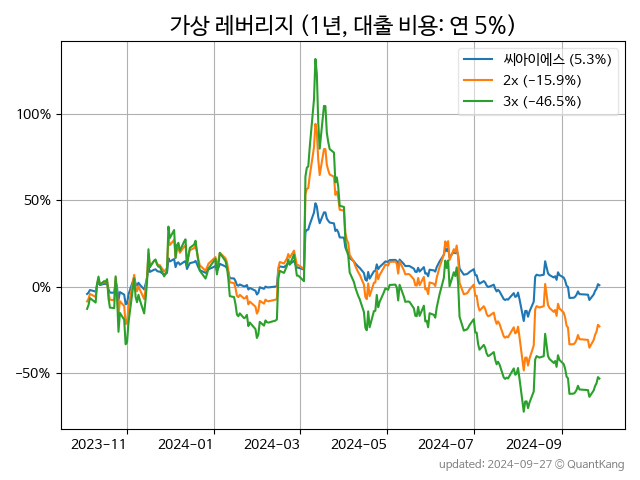 가상 레버리지 (1년, 대출 비용: 연 5%)
씨아이에스 (5.3%)
2x (−15.9%)
3x (−46.5%)
100%
50%
0%
−50%
2023-11 2024-01 2024-03 2024-05 2024-07 2024-09
updated: 2024-09-27 © QuantKang